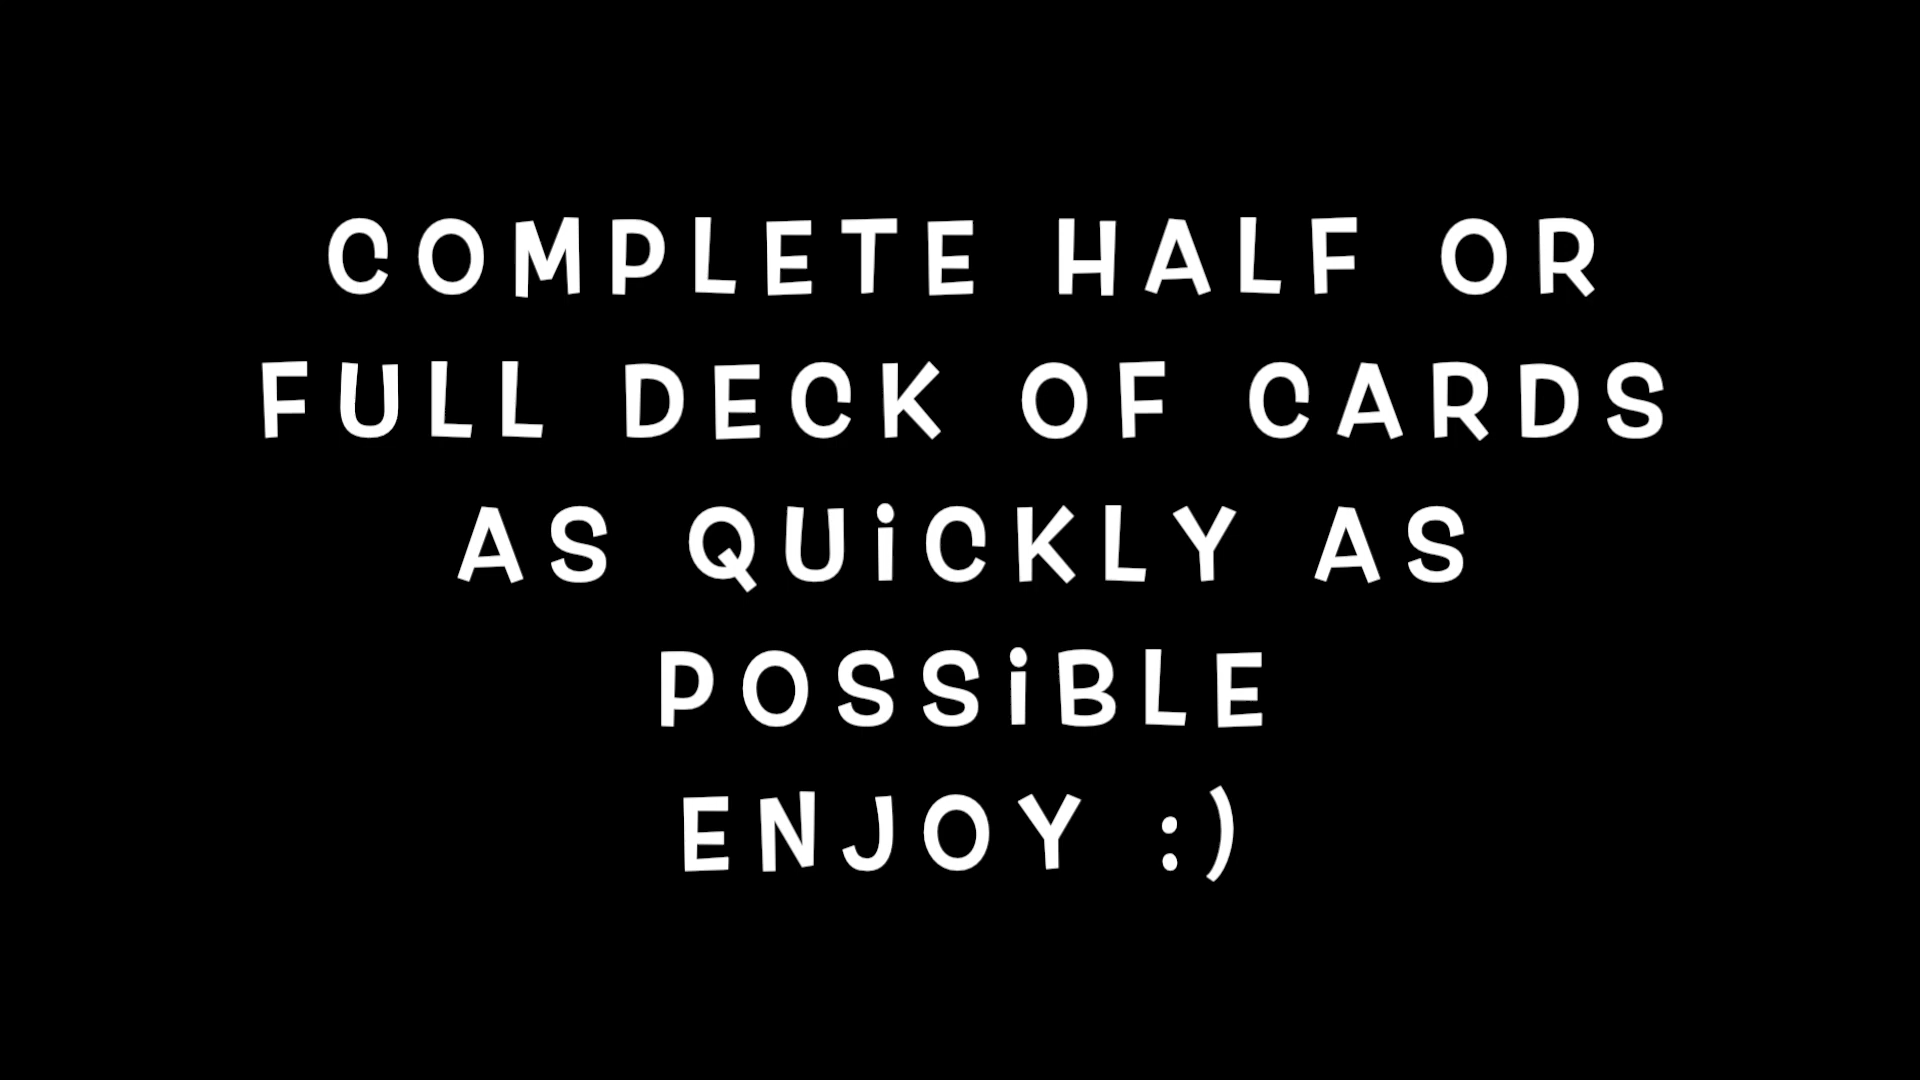 COMPLETE HALF OR
FULL DECK OF CARDS
AS QUiCKLY AS
POSSiBLE
ENJOY :)